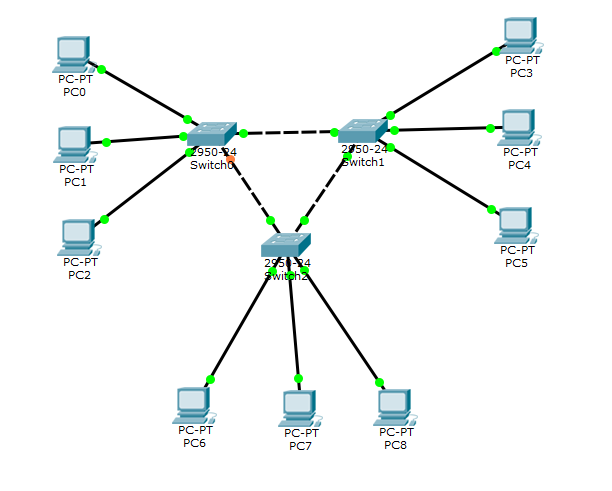 PC-PT
PC0
PC-PT
PC1
PC-PT
PC2
2950-24
Switch0
2950-24
Switch1
2950-24
Switch2
PC-PT
PC3
PC-PT
PC4
PC-PT
PC5
PC-PT
PC6
PC-PT
PC7
PC-PT
PC8